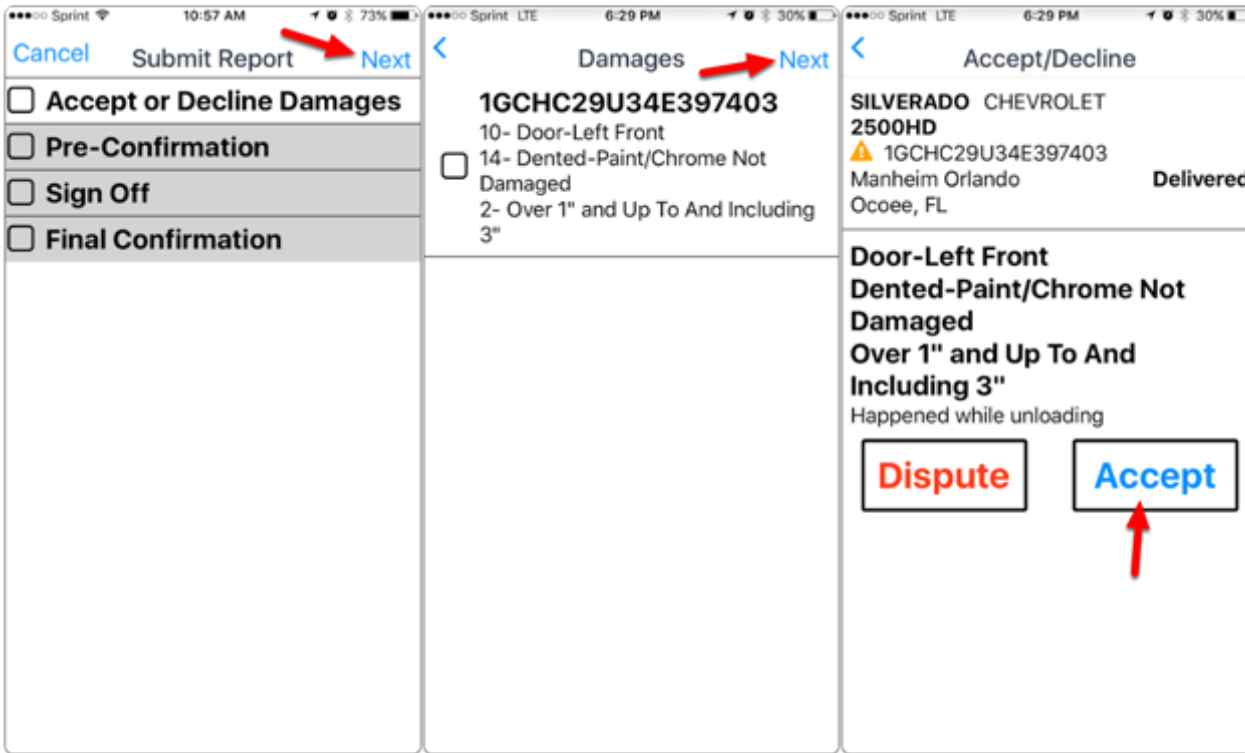 Sprint
10:57 AM
73%
Cancel
Submit Report
Next
Accept or Decline Damages
Pre-Confirmation
Sign Off
Final Confirmation
Sprint LTE
6:29 PM
30%
Damages
Next
1GCHC29U34E397403
10- Door-Left Front
14- Dented-Paint/Chrome Not
Damaged
2- Over 1" and Up To And Including
3"
Sprint LTE
6:29 PM
30%
Accept/Decline
SILVERADO CHEVROLET
2500HD
1GCHC29U34E397403
Manheim Orlando
Delivered
Ocoee, FL
Door-Left Front
Dented-Paint/Chrome Not
Damaged
Over 1" and Up To And
Including 3"
Happened while unloading
Dispute
Accept